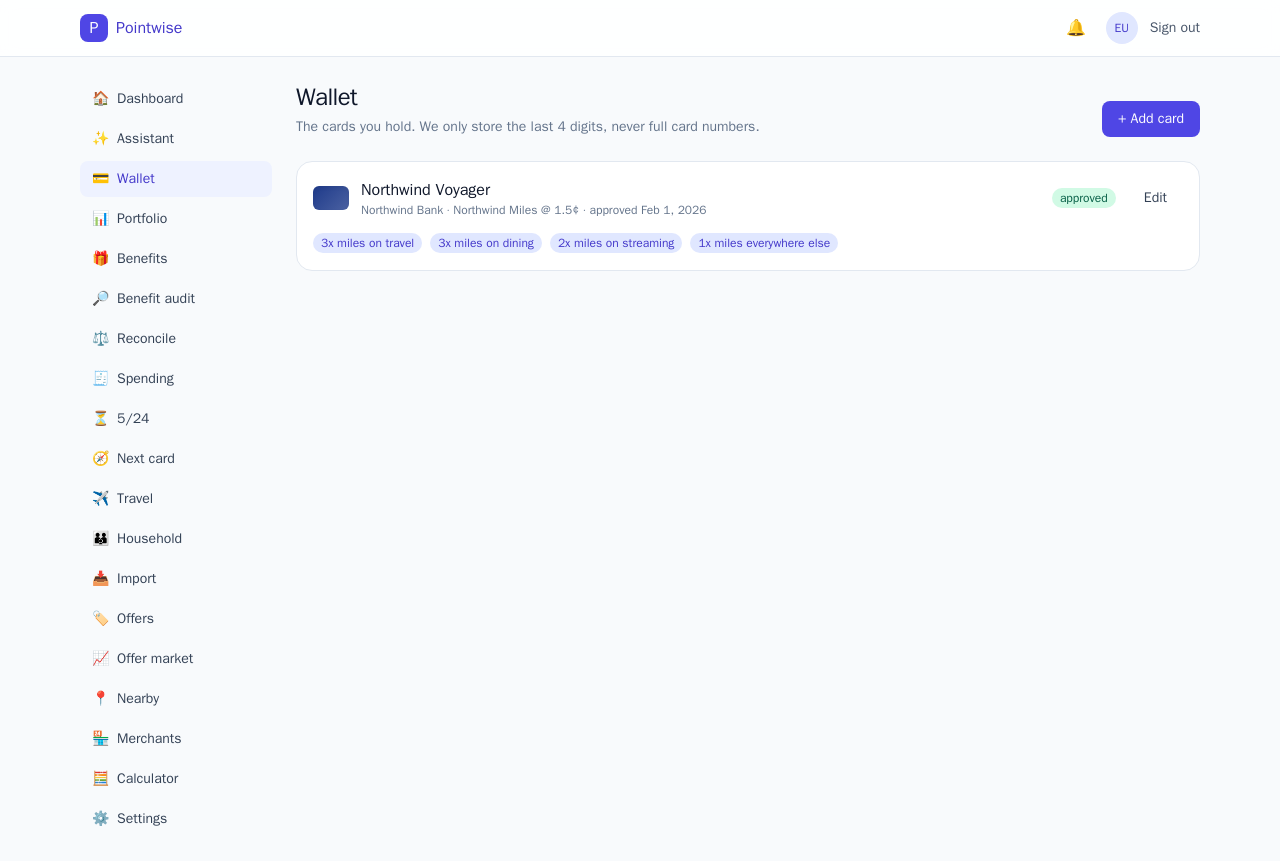 P Pointwise
EU Sign out
Dashboard
Assistant
Wallet
Portfolio
Benefits
Benefit audit
Reconcile
Spending
5/24
Next card
Travel
Household
Import
Offers
Offer market
Nearby
Merchants
Calculator
Settings
Wallet
The cards you hold. We only store the last 4 digits, never full card numbers.
+ Add card
Northwind Voyager
Northwind Bank · Northwind Miles @ 1.5¢ · approved Feb 1, 2026
approved Edit
3x miles on travel 3x miles on dining 2x miles on streaming 1x miles everywhere else